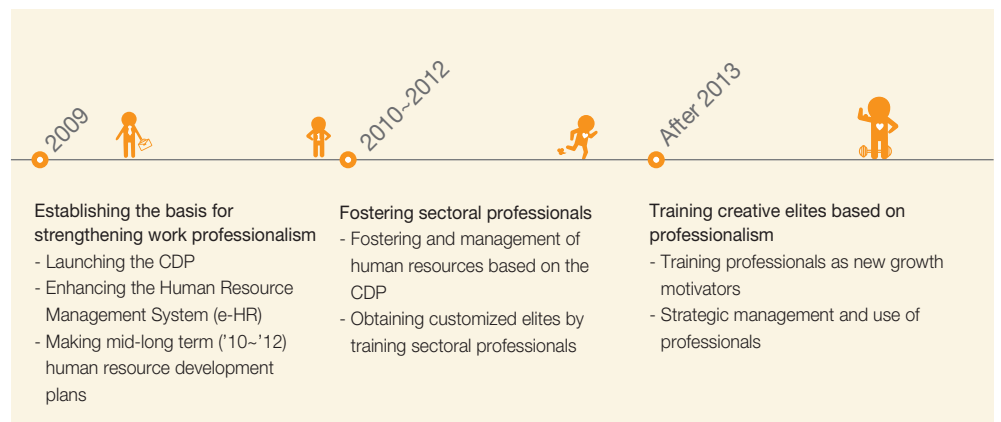 2009
Establishing the basis for
strengthening work professionalism
- Launching the CDP
- Enhancing the Human Resource
Management System (e-HR)
- Making mid-long term (’10~’12)
human resource development
plans
2010~2012
Fostering sectoral professionals
- Fostering and management of
human resources based on the
CDP
- Obtaining customized elites by
training sectoral professionals
After 2013
Training creative elites based on
professionalism
- Training professionals as new growth
motivators
- Strategic management and use of
professionals